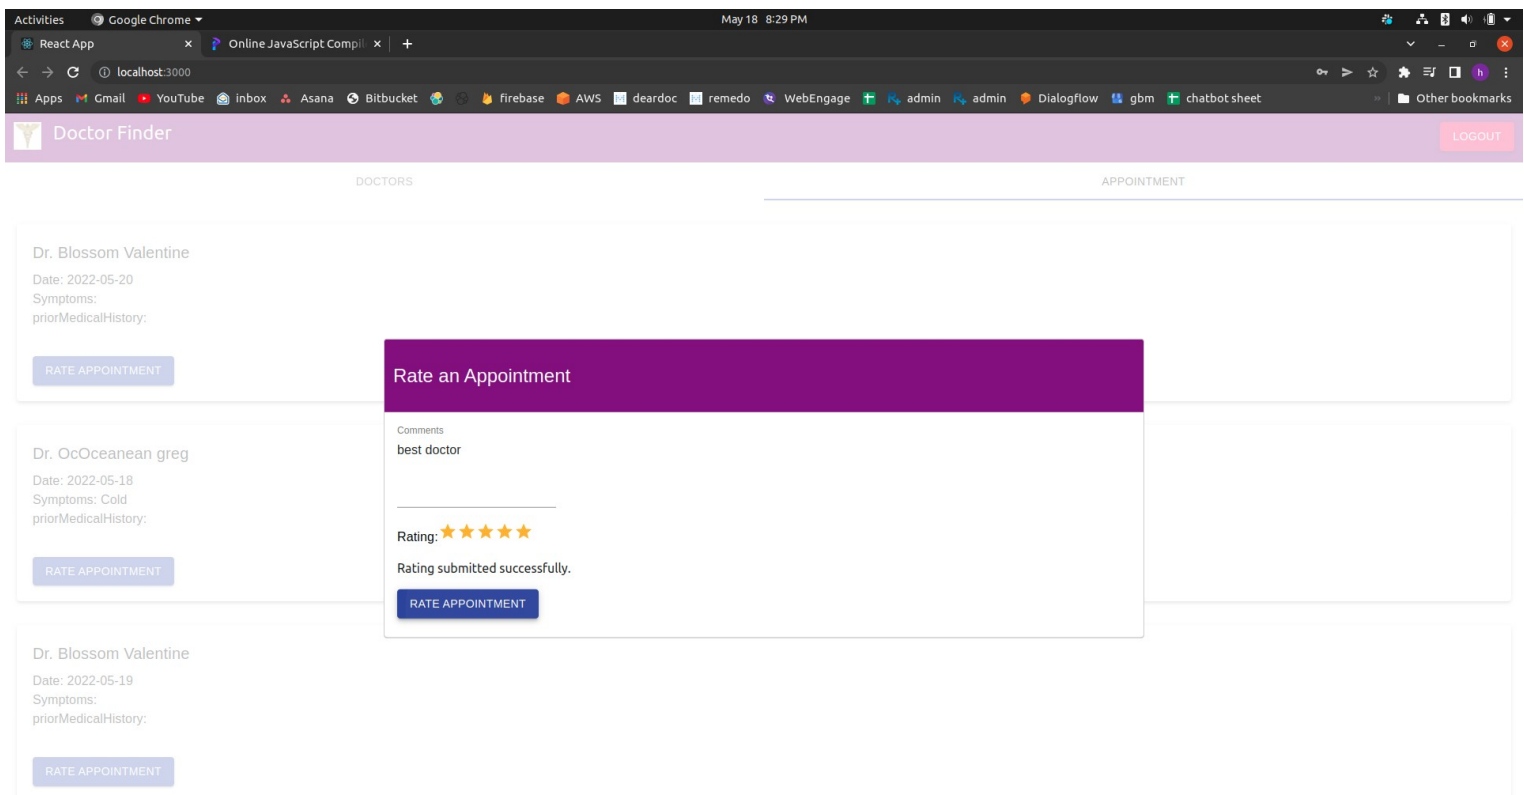 Activities Google Chrome May 18 8:29 PM
React App Online JavaScript Compil
localhost:3000
Apps Gmail YouTube inbox Asana Bitbucket firebase AWS deardoc remedo WebEngage admin admin Dialogflow gbm chatbot sheet Other bookmarks
Doctor Finder LOGOUT
DOCTORS APPOINTMENT
Dr. Blossom Valentine
Date: 2022-05-20
Symptoms:
priorMedicalHistory:
RATE APPOINTMENT
Rate an Appointment
Comments
best doctor
Rating:
Rating submitted successfully.
RATE APPOINTMENT
Dr. OcOceanean greg
Date: 2022-05-18
Symptoms: Cold
priorMedicalHistory:
RATE APPOINTMENT
Dr. Blossom Valentine
Date: 2022-05-19
Symptoms:
priorMedicalHistory:
RATE APPOINTMENT